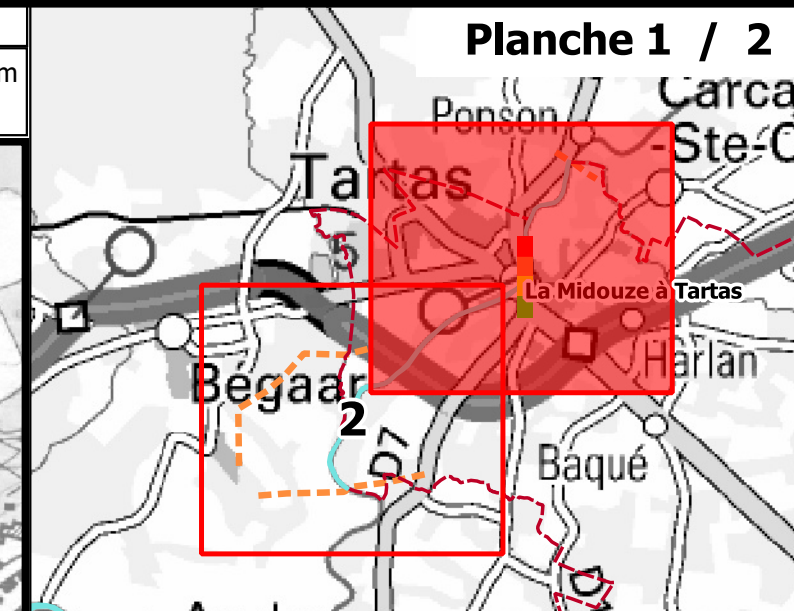 Planche 1 / 2
m
Carca
Ponson
-Ste-C
Tartas
5
La Midouze à Tartas
Harlan
Bégaar
2
D7
Baqué